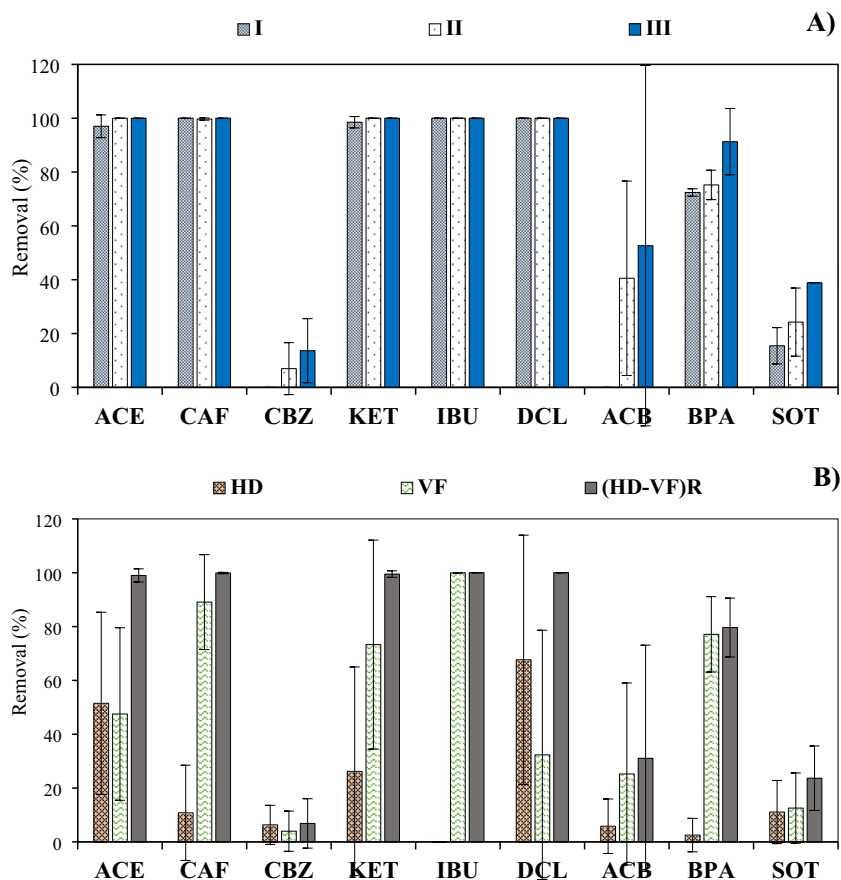 A)
I II III
Removal (%)
120
100
80
60
40
20
0
ACE CAF CBZ KET IBU DCL ACB BPA SOT
B)
HD VF (HD-VF)R
Removal (%)
120
100
80
60
40
20
0
ACE CAF CBZ KET IBU DCL ACB BPA SOT